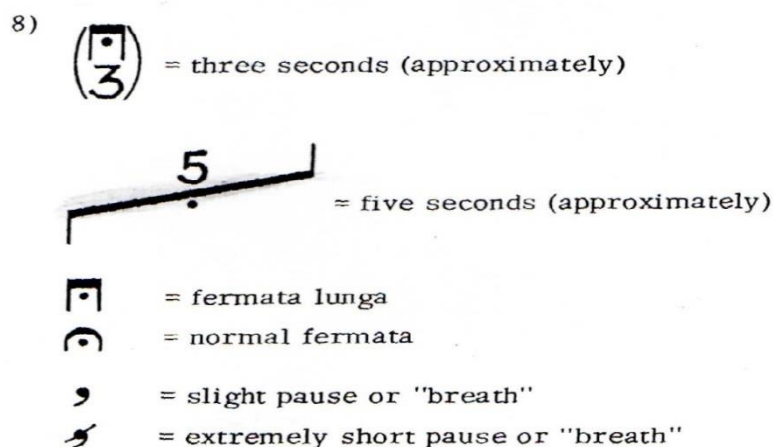 8)
3 = three seconds (approximately)
5
= five seconds (approximately)
= fermata lunga
= normal fermata
, = slight pause or "breath"
= extremely short pause or "breath"